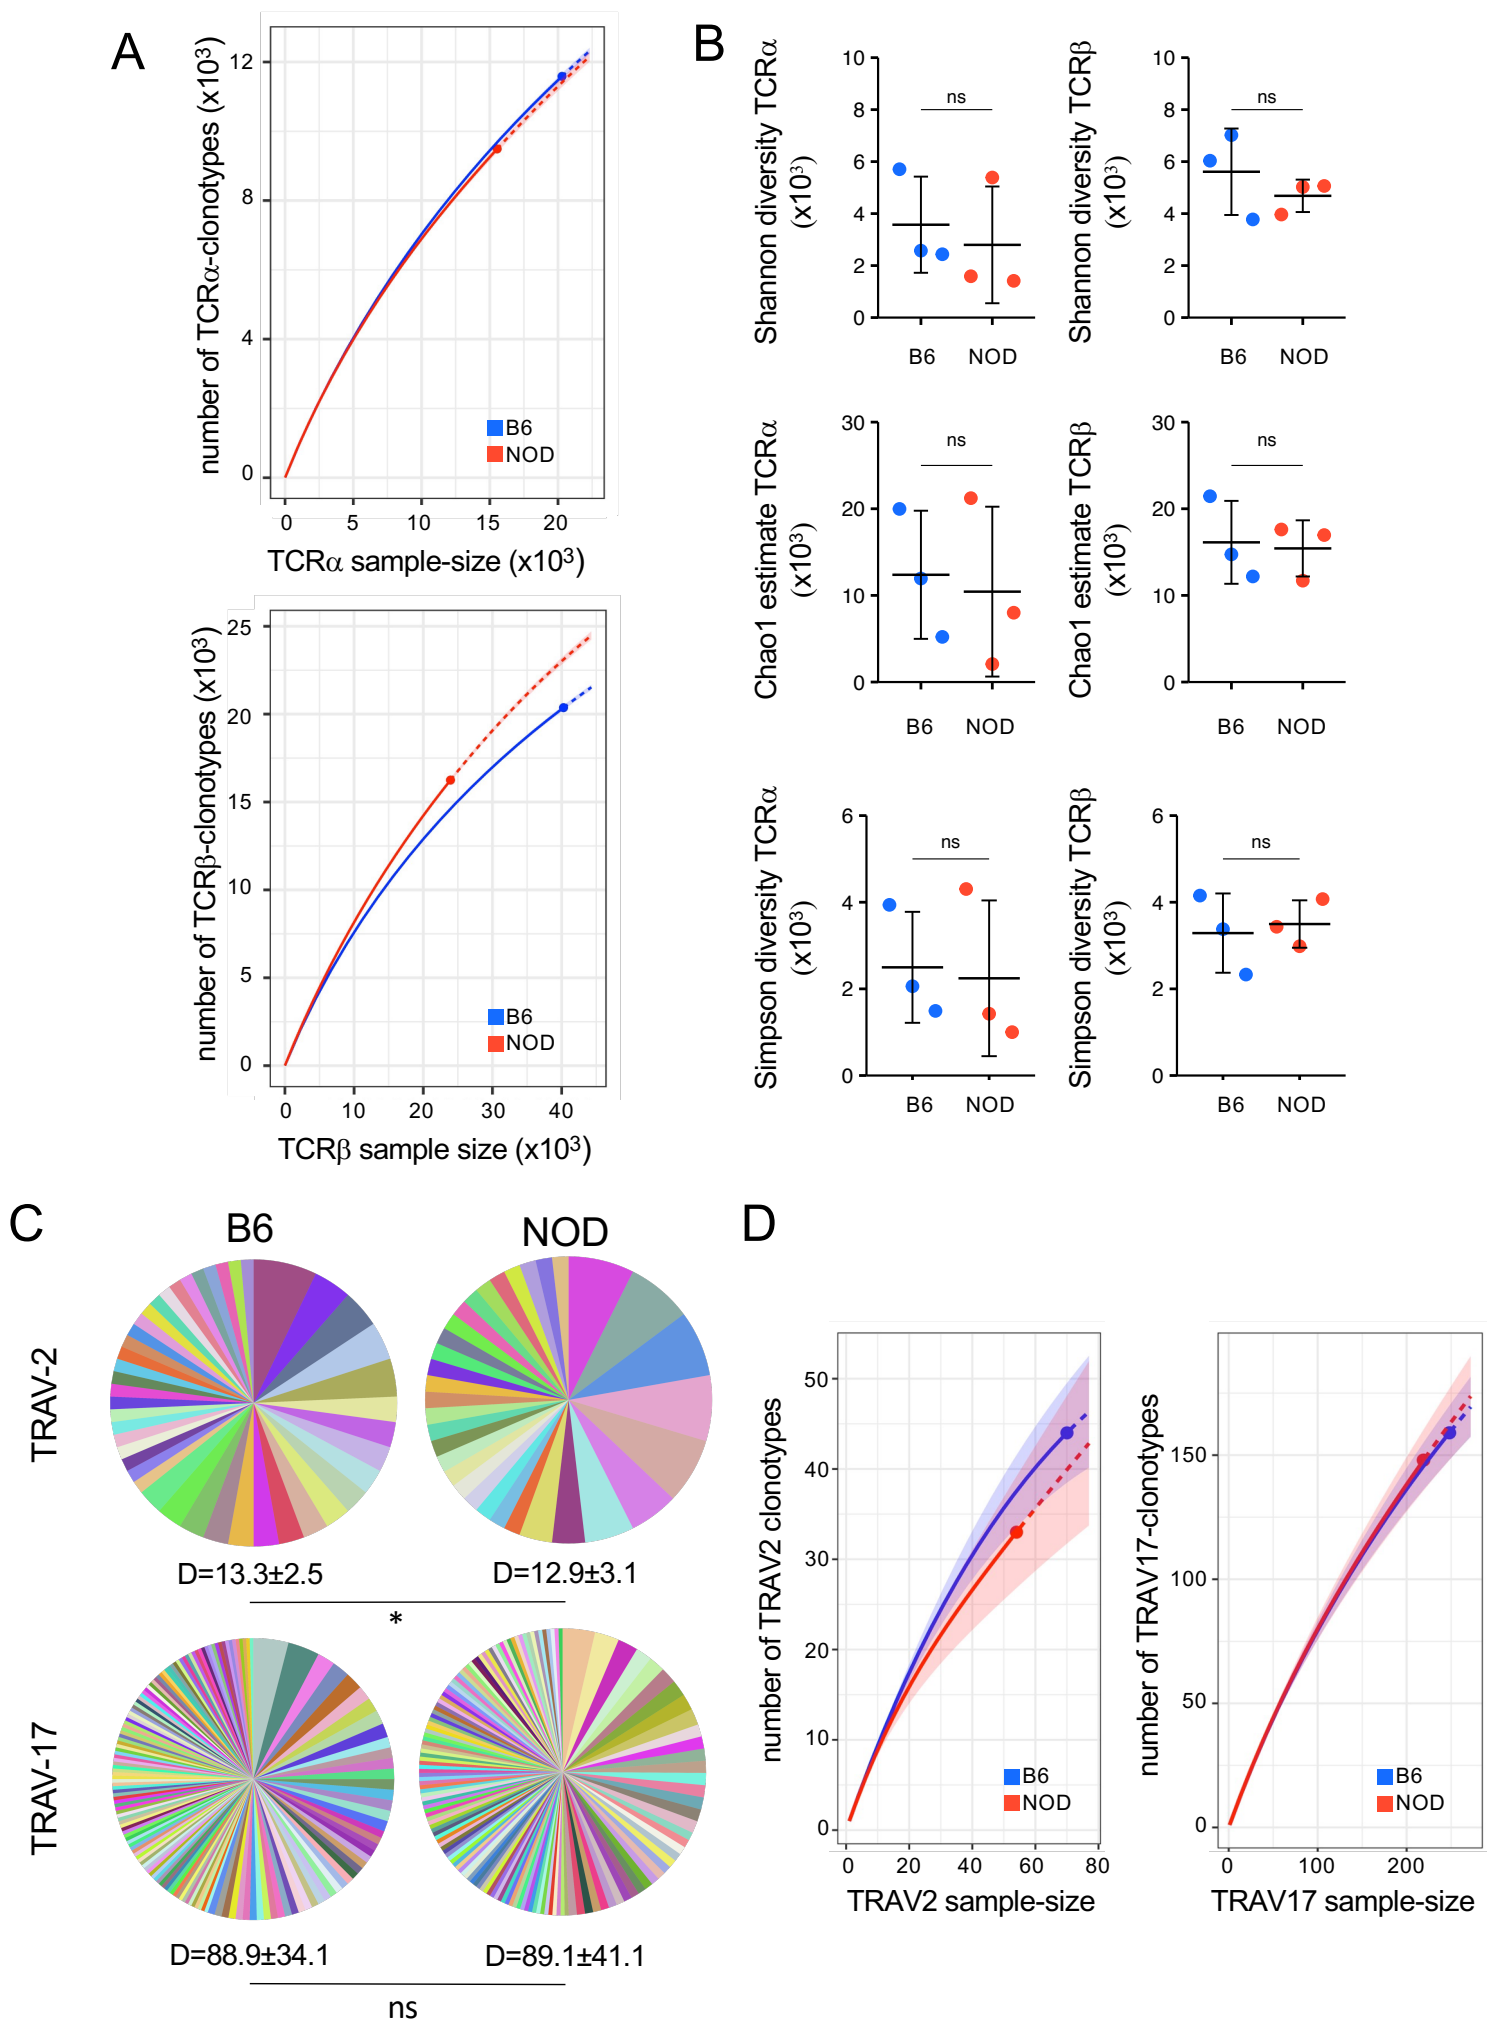 A
number of TCRα-clonotypes (x10³)
12
8
4
0
B6
NOD
0 5 10 15 20
TCRα sample-size (x10³)
number of TCRβ-clonotypes (x10³)
25
20
15
10
5
0
B6
NOD
0 10 20 30 40
TCRβ sample size (x10³)
B
Shannon diversity TCRα
(x10³)
10
8
6
4
2
0
ns
B6 NOD
Shannon diversity TCRβ
(x10³)
10
8
6
4
2
0
ns
B6 NOD
Chao1 estimate TCRα
(x10³)
30
20
10
0
ns
B6 NOD
Chao1 estimate TCRβ
(x10³)
30
20
10
0
ns
B6 NOD
Simpson diversity TCRα
(x10³)
6
4
2
0
ns
B6 NOD
Simpson diversity TCRβ
(x10³)
6
4
2
0
ns
B6 NOD
C
B6 NOD
TRAV-2
D=13.3±2.5 D=12.9±3.1
*
TRAV-17
D=88.9±34.1 D=89.1±41.1
ns
D
number of TRAV2 clonotypes
50
40
30
20
10
0
B6
NOD
0 20 40 60 80
TRAV2 sample-size
number of TRAV17-clonotypes
150
100
50
0
B6
NOD
0 100 200
TRAV17 sample-size